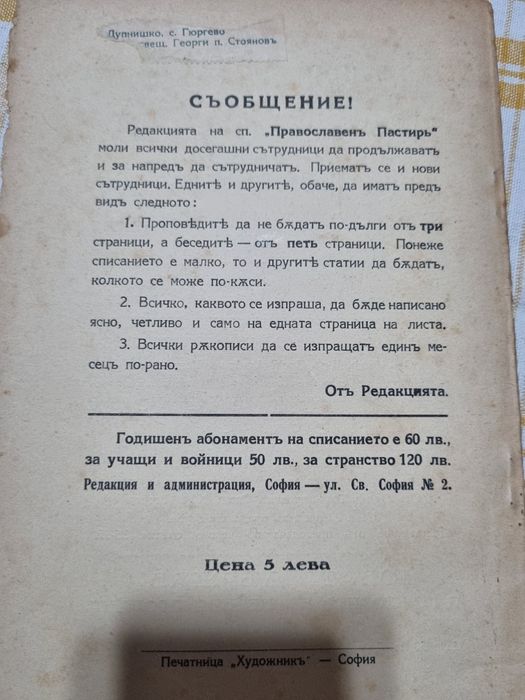 Дупнишко, с. Гюргево
свещ. Георги п. Стояновъ
СЪОБЩЕНИЕ!
Редакцията на сп. „Православенъ Пастирь“
моли всички досегашни сътрудници да продължаватъ
и за напредъ да сътрудничатъ. Приематъ се и нови
сътрудници. Еднитѣ и другитѣ, обаче, да иматъ предъ
видъ следното:
1. Проповѣдитѣ да не бѫдатъ по-дълги отъ три
страници, а беседитѣ — отъ петь страници. Понеже
списанието е малко, то и другитѣ статии да бѫдатъ,
колкото се може по-кѫси.
2. Всичко, каквото се изпраша, да бѫде написано
ясно, четливо и само на едната страница на листа.
3. Всички рѫкописи да се изпращатъ единъ ме-
сецъ по-рано.
Отъ Редакцията.
Годишенъ абонаментъ на списанието е 60 лв.,
за учащи и войници 50 лв., за странство 120 лв.
Редакция и администрация, София — ул. Св. София № 2.
Цена 5 лева
Печатница „Художникъ“ — София